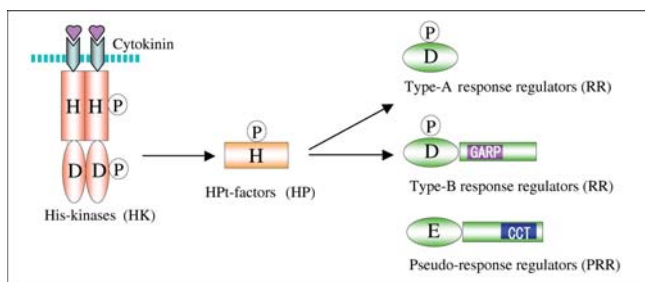 Cytokinin
H H P
D D P
His-kinases (HK)
P
H
HPt-factors (HP)
P
D
Type-A response regulators (RR)
P
D GARP
Type-B response regulators (RR)
E CCT
Pseudo-response regulators (PRR)